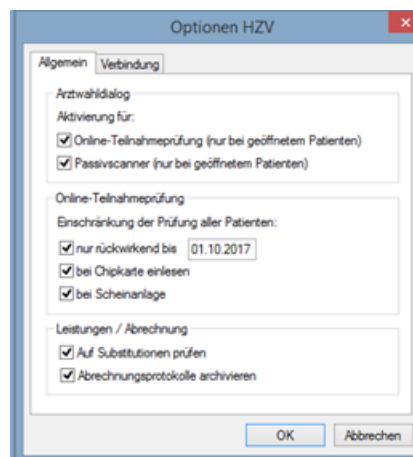 Optionen HZV
Allgemein Verbindung
Arztwahldialog
Aktivierung für:
Online-Teilnahmeprüfung (nur bei geöffnetem Patienten)
Passivscanner (nur bei geöffnetem Patienten)
Online-Teilnahmeprüfung
Einschränkung der Prüfung aller Patienten:
nur rückwirkend bis 01.10.2017
bei Chipkarte einlesen
bei Scheinanlage
Leistungen / Abrechnung
Auf Substitutionen prüfen
Abrechnungsprotokolle archivieren
OK Abbrechen